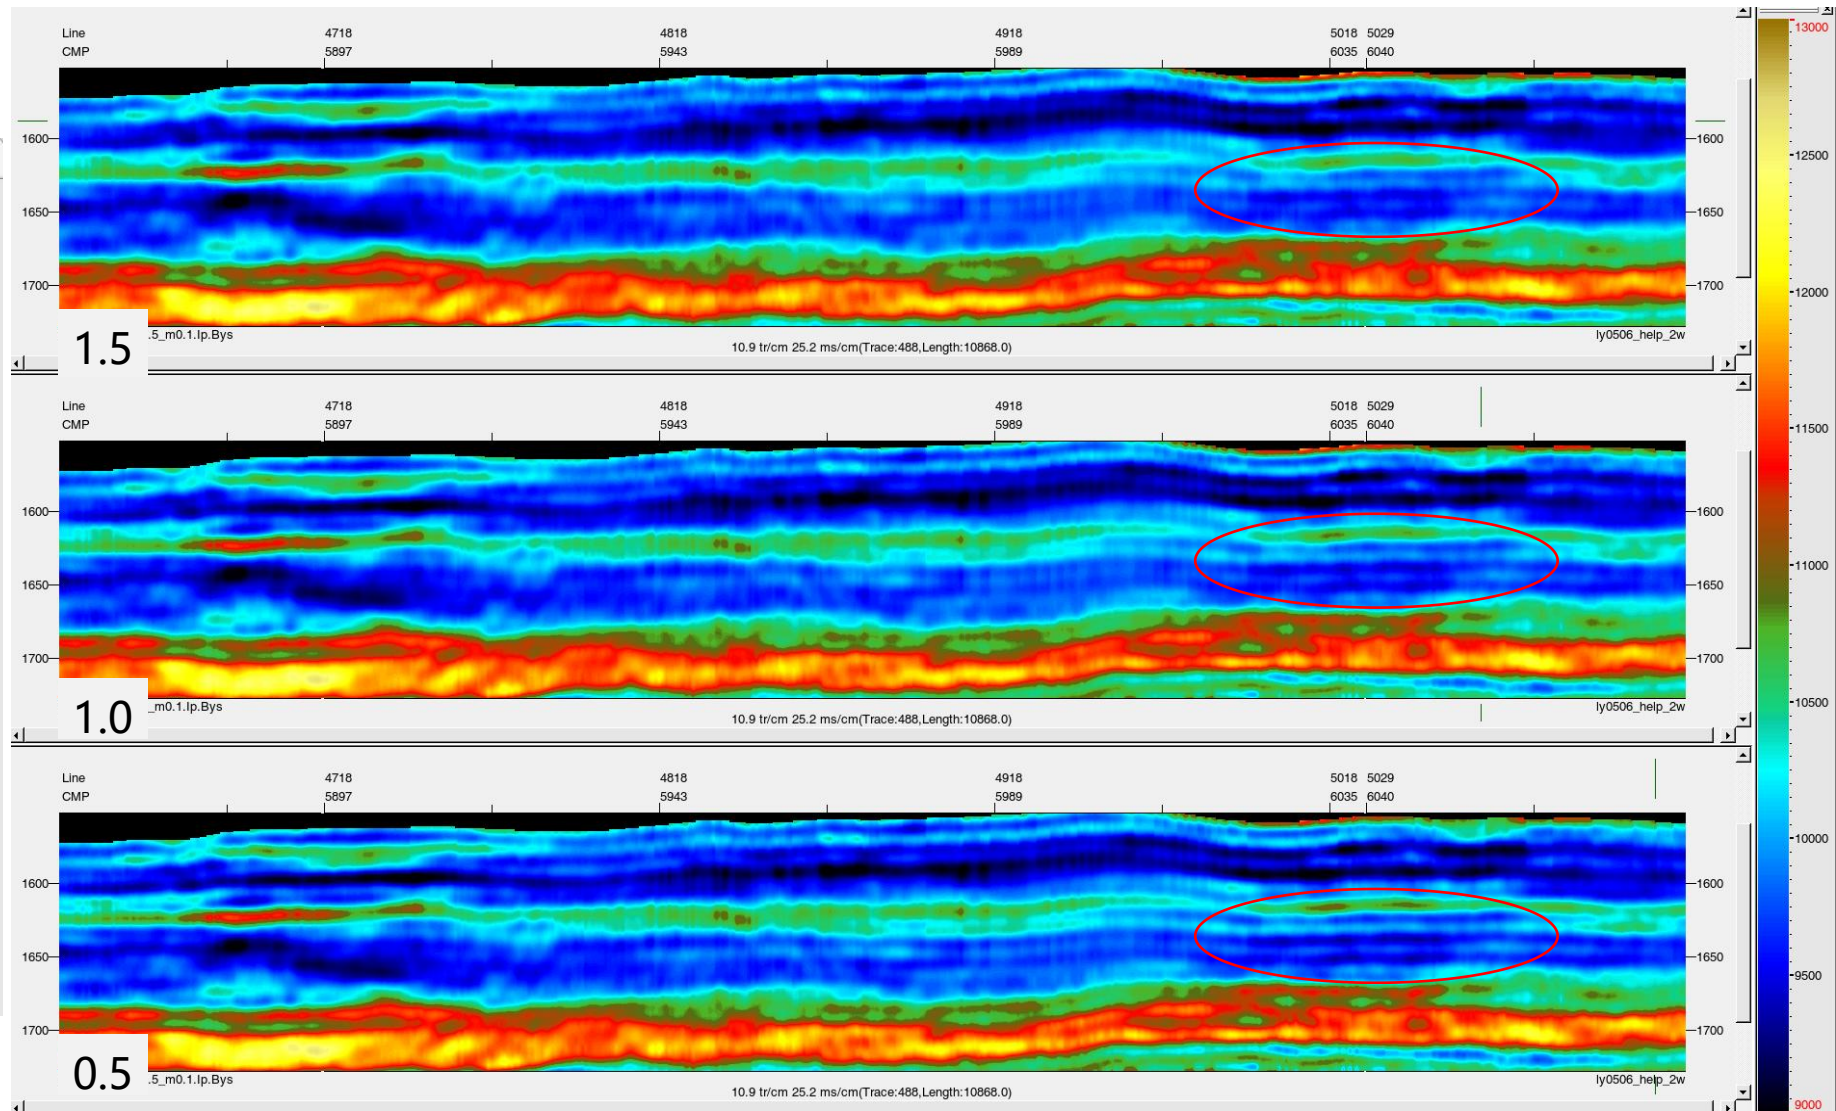 Line 4718 4818 4918 5018 5029
CMP 5897 5943 5989 6035 6040
1600 1600
1650 1650
1700 1700
1.5
.5_m0.1.Ip.Bys
ly0506_help_2w
10.9 tr/cm 25.2 ms/cm(Trace:488,Length:10868.0)
Line 4718 4818 4918 5018 5029
CMP 5897 5943 5989 6035 6040
1600 1600
1650 1650
1700 1700
1.0
_m0.1.Ip.Bys
ly0506_help_2w
10.9 tr/cm 25.2 ms/cm(Trace:488,Length:10868.0)
Line 4718 4818 4918 5018 5029
CMP 5897 5943 5989 6035 6040
1600 1600
1650 1650
1700 1700
0.5
.5_m0.1.Ip.Bys
ly0506_help_2w
10.9 tr/cm 25.2 ms/cm(Trace:488,Length:10868.0)
13000
12500
12000
11500
11000
10500
10000
9500
9000